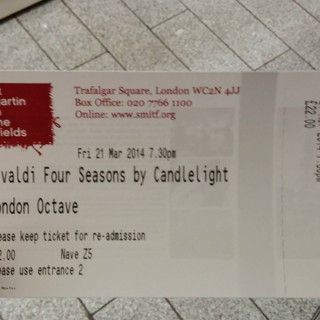 artin
ields
Trafalgar Square, London WC2N 4JJ
Box Office: 020 7766 1100
Online: www.smitf.org
Fri 21 Mar 2014 7.30pm
valdi Four Seasons by Candlelight
ondon Octave
ease keep ticket for re-admission
2.00 Nave Z5
ease use entrance 2
£22.00